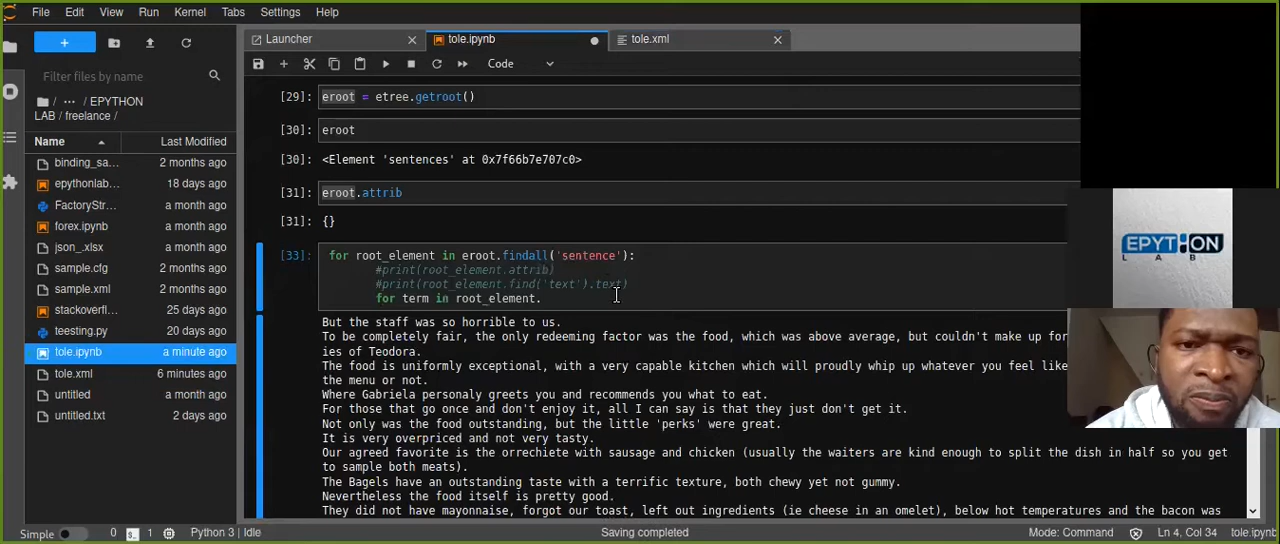 File Edit View Run Kernel Tabs Settings Help
+
Filter files by name
/ ··· / EPYTHON
LAB / freelance /
Name Last Modified
binding_sa... 2 months ago
epythonlab... 18 days ago
FactoryStr... a month ago
forex.ipynb a month ago
json_.xlsx 2 months ago
sample.cfg a month ago
sample.xml a month ago
stackoverfl... a month ago
teesting.py 20 days ago
tole.ipynb a minute ago
tole.xml 6 minutes ago
untitled a month ago
untitled.txt 2 days ago
Launcher tole.ipynb tole.xml
Code
[29]: eroot = etree.getroot()
[30]: eroot
[30]: <Element 'sentences' at 0x7f66b7e707c0>
[31]: eroot.attrib
[31]: {}
[33]: for root_element in eroot.findall('sentence'):
#print(root_element.attrib)
#print(root_element.find('text').text)
for term in root_element.
But the staff was so horrible to us.
To be completely fair, the only redeeming factor was the food, which was above average, but couldn't make up for
ies of Teodora.
The food is uniformly exceptional, with a very capable kitchen which will proudly whip up whatever you feel like
the menu or not.
Where Gabriela personaly greets you and recommends you what to eat.
For those that go once and don't enjoy it, all I can say is that they just don't get it.
Not only was the food outstanding, but the little 'perks' were great.
It is very overpriced and not very tasty.
Our agreed favorite is the orrechiete with sausage and chicken (usually the waiters are kind enough to split the dish in half so you get
to sample both meats).
The Bagels have an outstanding taste with a terrific texture, both chewy yet not gummy.
Nevertheless the food itself is pretty good.
They did not have mayonnaise, forgot our toast, left out ingredients (ie cheese in an omelet), below hot temperatures and the bacon was
EPYTHON
LAB
Simple 0 1 Python 3 | Idle Saving completed Mode: Command Ln 4, Col 34 tole.ipynb